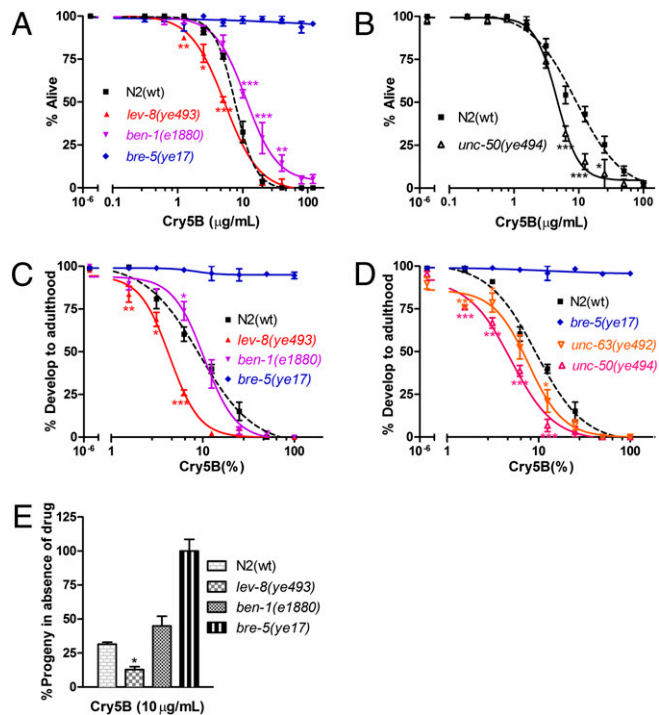 A
% Alive
100
75
50
25
0
N2(wt)
lev-8(ye493)
ben-1(e1880)
bre-5(ye17)
**
*
***
***
***
**
10-6 0.1 1 10 100
Cry5B (µg/mL)
B
% Alive
100
75
50
25
0
N2(wt)
unc-50(ye494)
***
***
*
10-6 0.1 1 10 100
Cry5B(µg/mL)
C
% Develop to adulthood
100
75
50
25
0
N2(wt)
lev-8(ye493)
ben-1(e1880)
bre-5(ye17)
**
*
*
***
10-6 10 100
Cry5B(%)
D
% Develop to adulthood
100
75
50
25
0
N2(wt)
bre-5(ye17)
unc-63(ye492)
unc-50(ye494)
**
***
***
***
*
***
10-6 10 100
Cry5B(%)
E
%Progeny in absence of drug
125
100
75
50
25
0
*
N2(wt)
lev-8(ye493)
ben-1(e1880)
bre-5(ye17)
Cry5B (10 µg/mL)